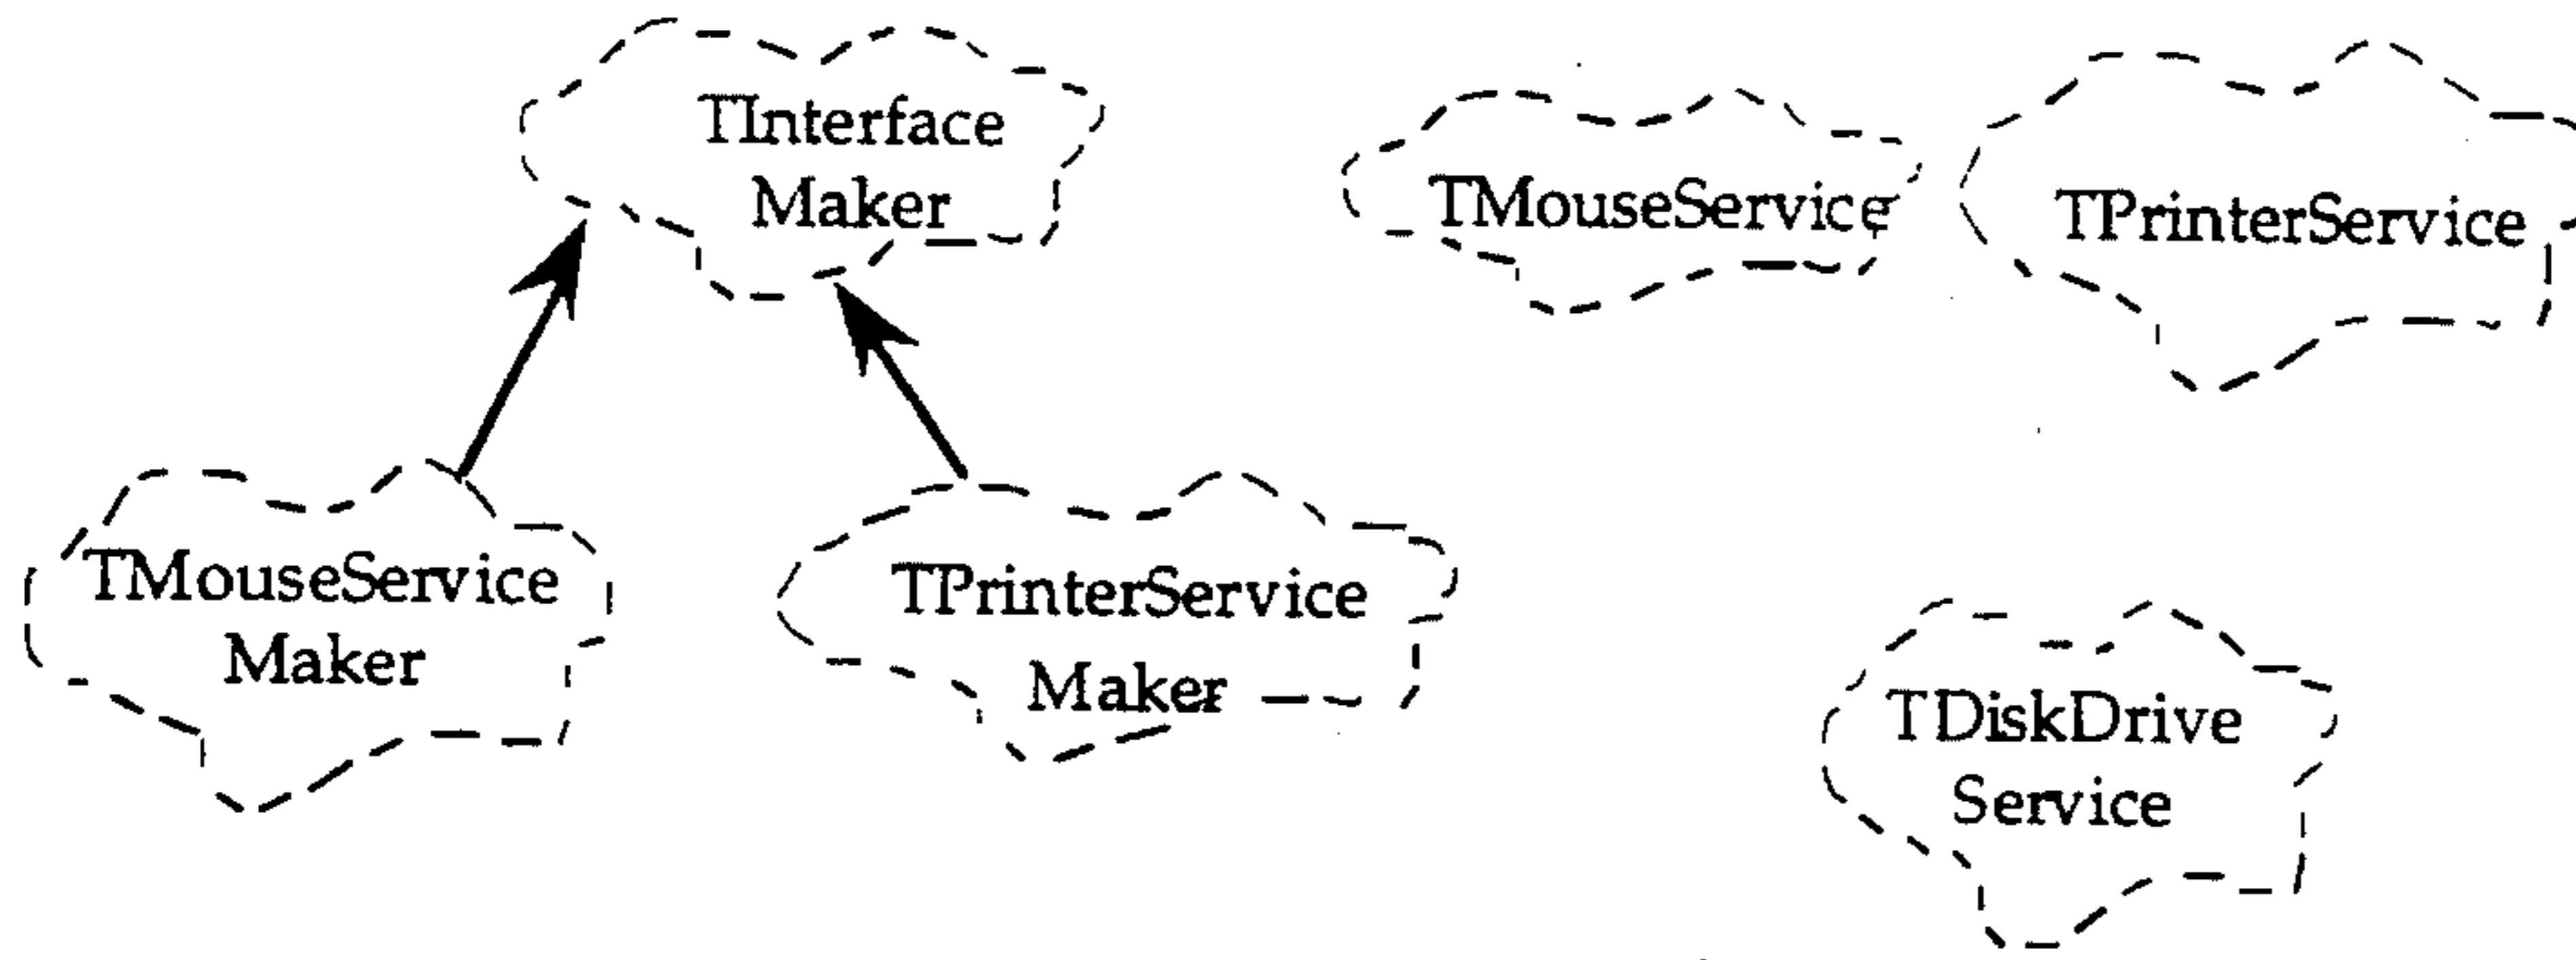 TInterface
Maker
TMouseService
TPrinterService
TMouseService
Maker
TPrinterService
Maker
TDiskDrive
Service